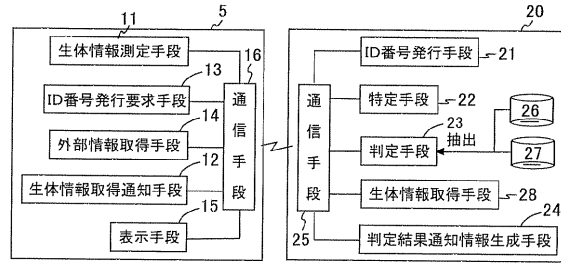 5
11
生体情報測定手段
13
ID番号発行要求手段
14
外部情報取得手段
12
生体情報取得通知手段
15
表示手段
16
通信手段
20
ID番号発行手段
21
特定手段
22
23
判定手段
抽出
26
27
生体情報取得手段
28
24
判定結果通知情報生成手段
通信手段
25